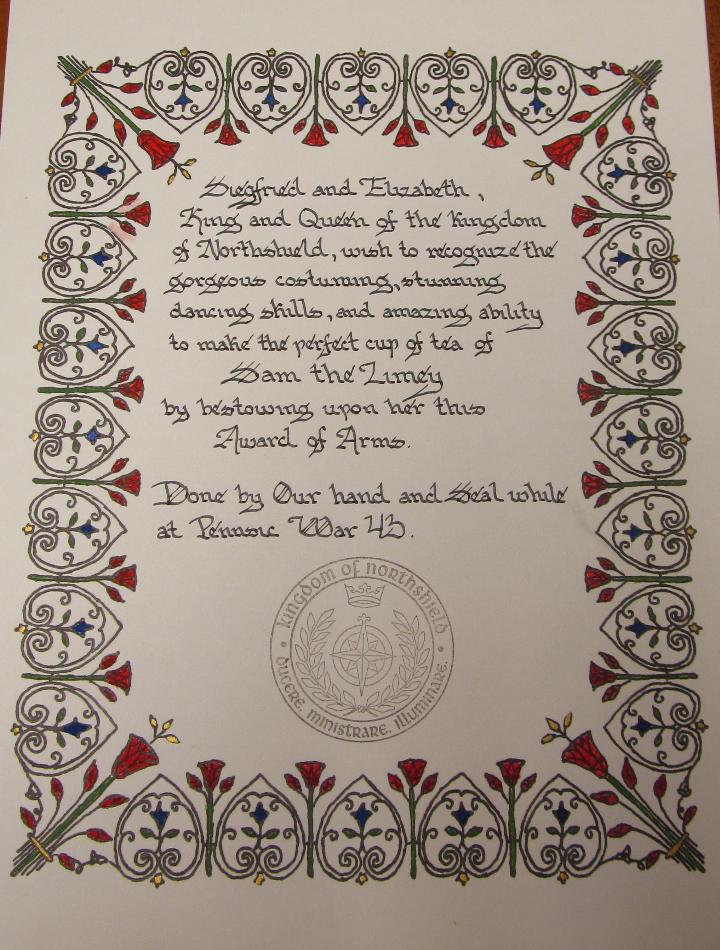 Siegfried and Elizabeth,
King and Queen of the Kingdom
of Northshield, wish to recognize the
gorgeous costuming, stunning
dancing skills, and amazing ability
to make the perfect cup of tea of
Sam the Limey
by bestowing upon her this
Award of Arms.
Done by Our hand and Seal while
at Pennsic War 43.
Kingdom of Northshield
Ducere. Ministrare. Illuminare.